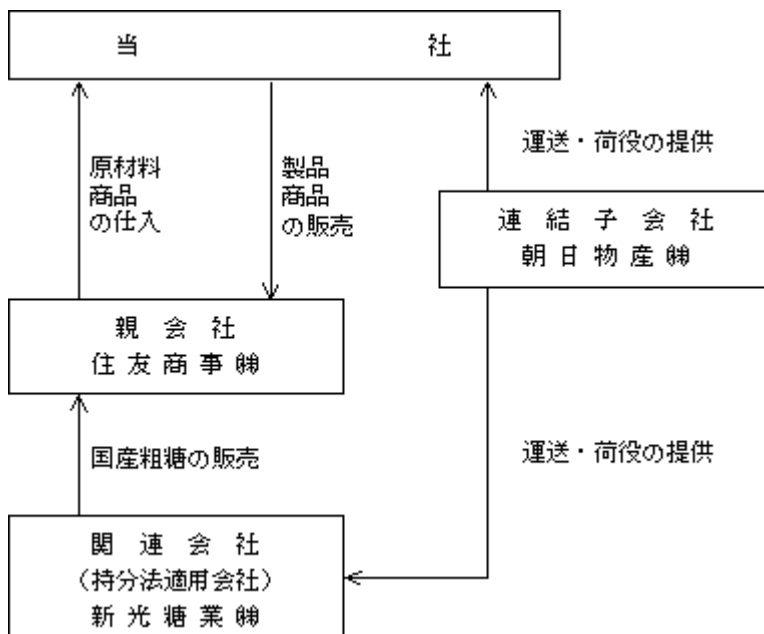 当社
運送・荷役の提供
原材料
商品
の仕入
製品
商品
の販売
連結子会社
朝日物産㈱
親会社
住友商事㈱
国産粗糖の販売
運送・荷役の提供
関連会社
（持分法適用会社）
新光糖業㈱